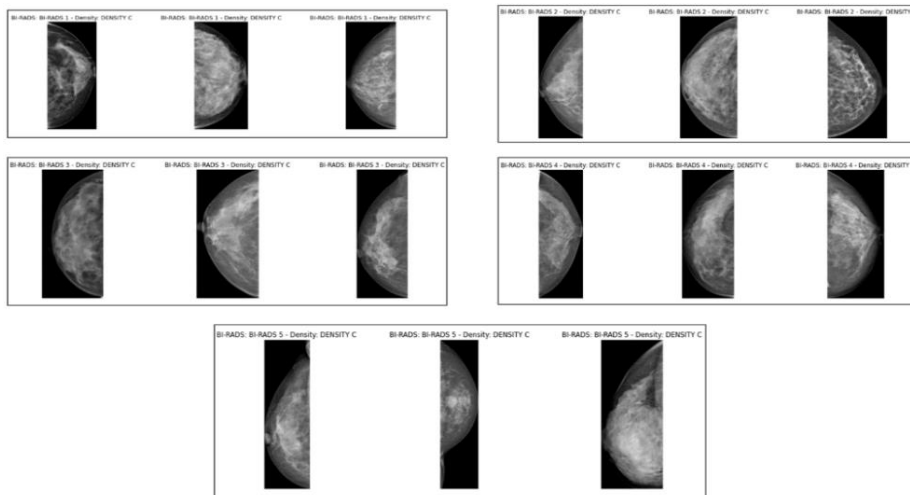 BI-RADS: BI-RADS 1 - Density: DENSITY C
BI-RADS: BI-RADS 1 - Density: DENSITY C
BI-RADS: BI-RADS 1 - Density: DENSITY C
BI-RADS: BI-RADS 2 - Density: DENSITY C
BI-RADS: BI-RADS 2 - Density: DENSITY C
BI-RADS: BI-RADS 2 - Density: DENSITY
BI-RADS: BI-RADS 3 - Density: DENSITY C
BI-RADS: BI-RADS 3 - Density: DENSITY C
BI-RADS: BI-RADS 3 - Density: DENSITY C
BI-RADS: BI-RADS 4 - Density: DENSITY C
BI-RADS: BI-RADS 4 - Density: DENSITY C
BI-RADS: BI-RADS 4 - Density: DENSITY
BI-RADS: BI-RADS 5 - Density: DENSITY C
BI-RADS: BI-RADS 5 - Density: DENSITY C
BI-RADS: BI-RADS 5 - Density: DENSITY C